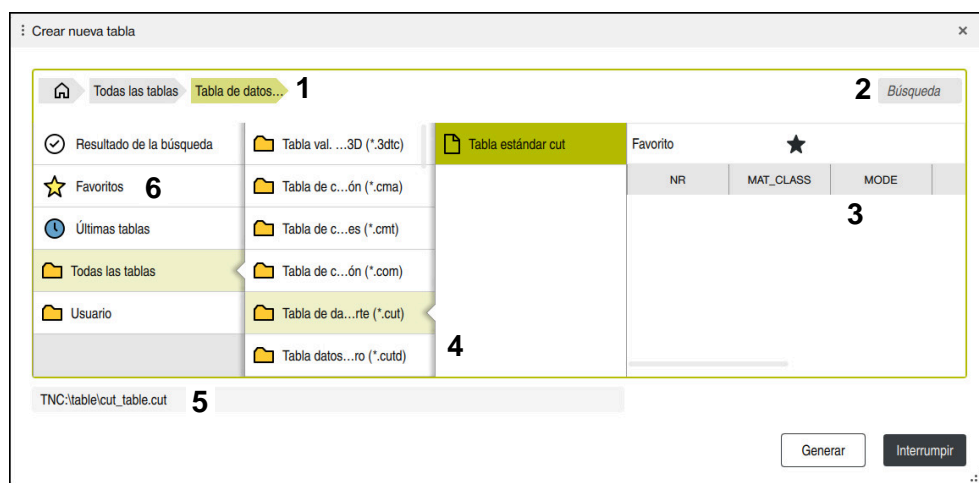 Crear nueva tabla
Todas las tablas Tabla de datos... 1 2 Búsqueda
Resultado de la búsqueda
Favoritos 6
Últimas tablas
Todas las tablas
Usuario
Tabla val. ...3D (*.3dtc)
Tabla de c...ón (*.cma)
Tabla de c...es (*.cmt)
Tabla de c...ón (*.com)
Tabla de da...rte (*.cut)
Tabla datos...ro (*.cutd)
Tabla estándar cut
4
Favorito
NR MAT_CLASS MODE
3
TNC:\table\cut_table.cut 5
Generar Interrumpir